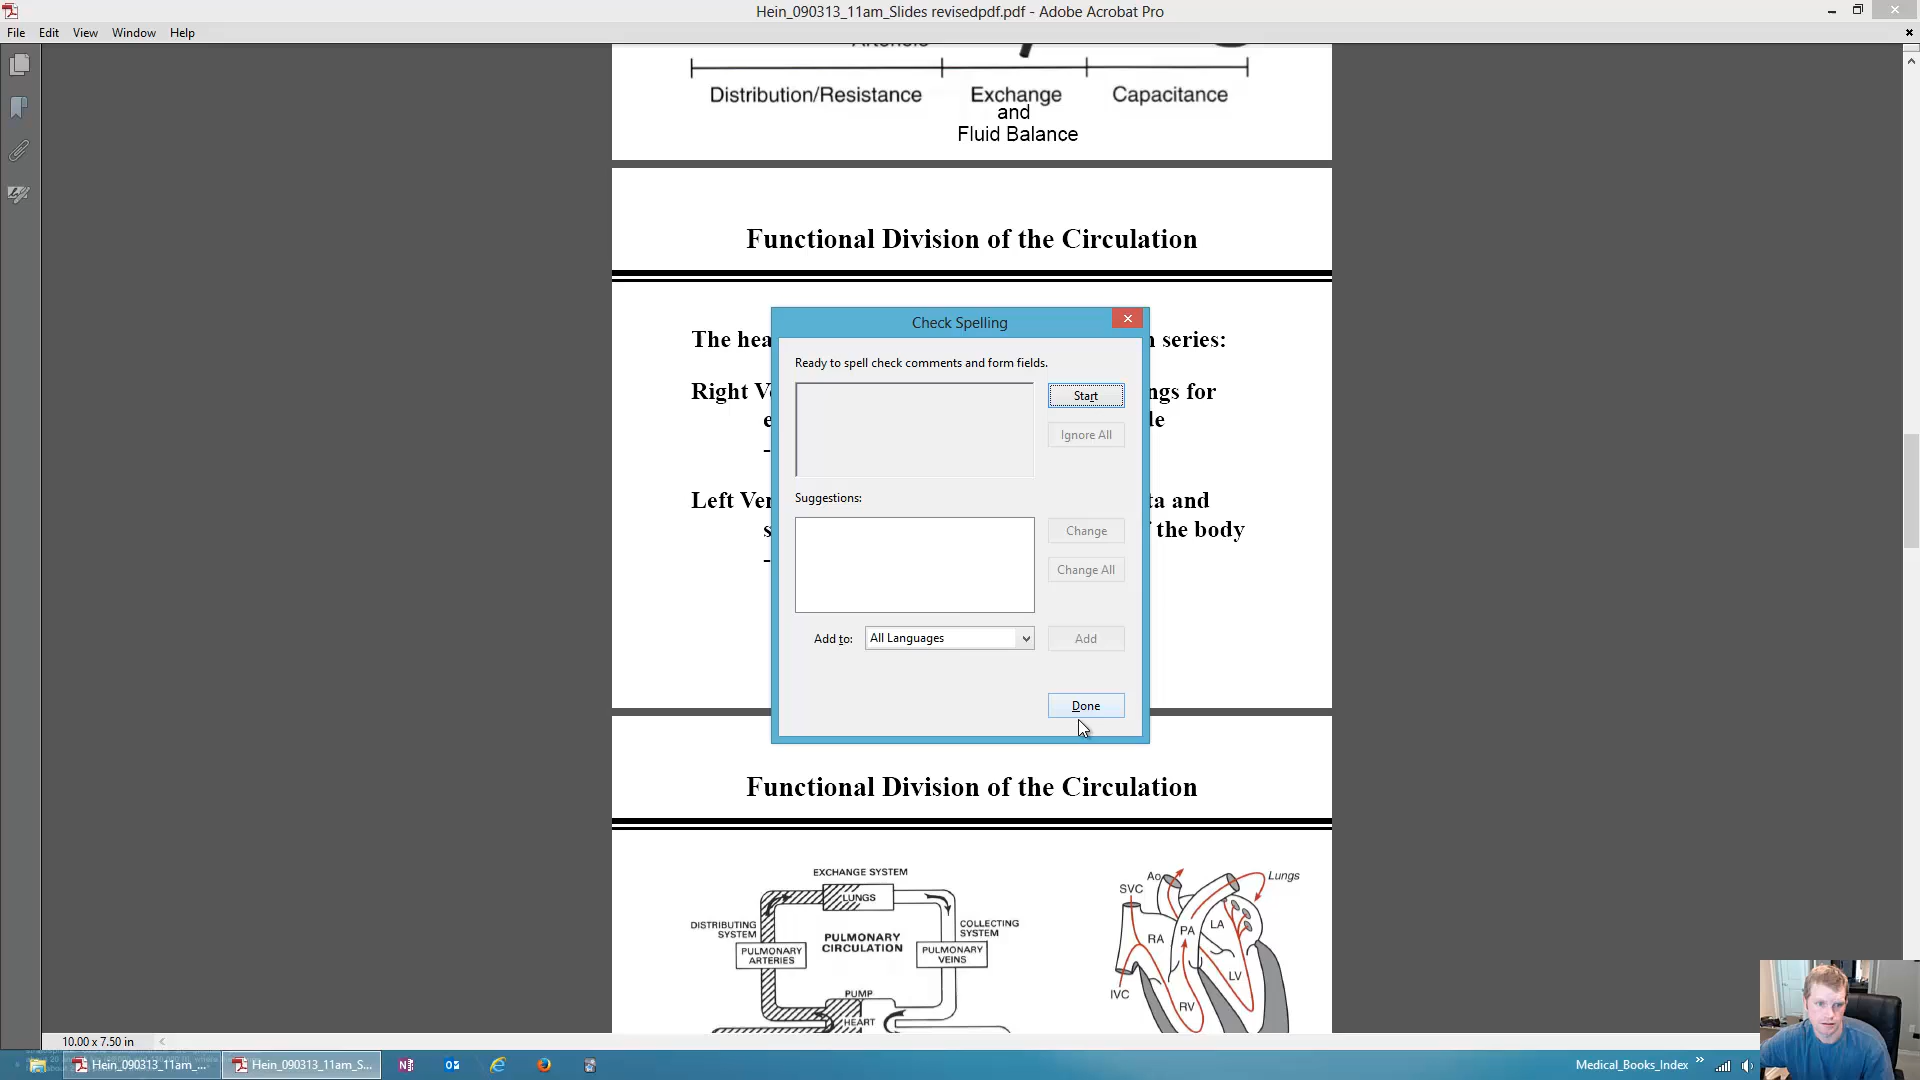 Hein_090313_11am_Slides revisedpdf.pdf - Adobe Acrobat Pro
File Edit View Window Help
Distribution/Resistance Exchange Capacitance
and
Fluid Balance
Functional Division of the Circulation
The hea
n series:
Right V
ngs for
Left Ver
ta and
the body
Check Spelling
Ready to spell check comments and form fields.
Start
Ignore All
Suggestions:
Change
Change All
Add to: All Languages Add
Done
Functional Division of the Circulation
EXCHANGE SYSTEM
LUNGS
DISTRIBUTING
SYSTEM
PULMONARY
ARTERIES
PULMONARY
CIRCULATION
COLLECTING
SYSTEM
PULMONARY
VEINS
PUMP
HEART
SVC
Ao
Lungs
RA
PA
LA
LV
IVC
RV
10.00 x 7.50 in
Hein_090313_11am_...
Hein_090313_11am_S...
Medical_Books_Index